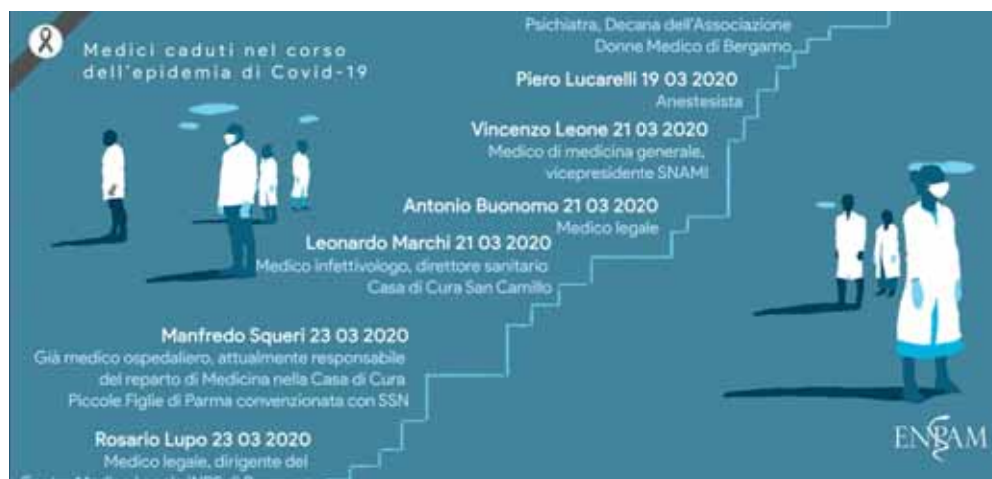 Medici caduti nel corso
dell'epidemia di Covid-19
Psichiatra, Decana dell'Associazione
Donne Medico di Bergamo
Piero Lucarelli 19 03 2020
Anestesista
Vincenzo Leone 21 03 2020
Medico di medicina generale,
vicepresidente SNAMI
Antonio Buonomo 21 03 2020
Medico legale
Leonardo Marchi 21 03 2020
Medico infettivologo, direttore sanitario
Casa di Cura San Camillo
Manfredo Squeri 23 03 2020
Già medico ospedaliero, attualmente responsabile
del reparto di Medicina nella Casa di Cura
Piccole Figlie di Parma convenzionata con SSN
Rosario Lupo 23 03 2020
Medico legale, dirigente del
ENPAM